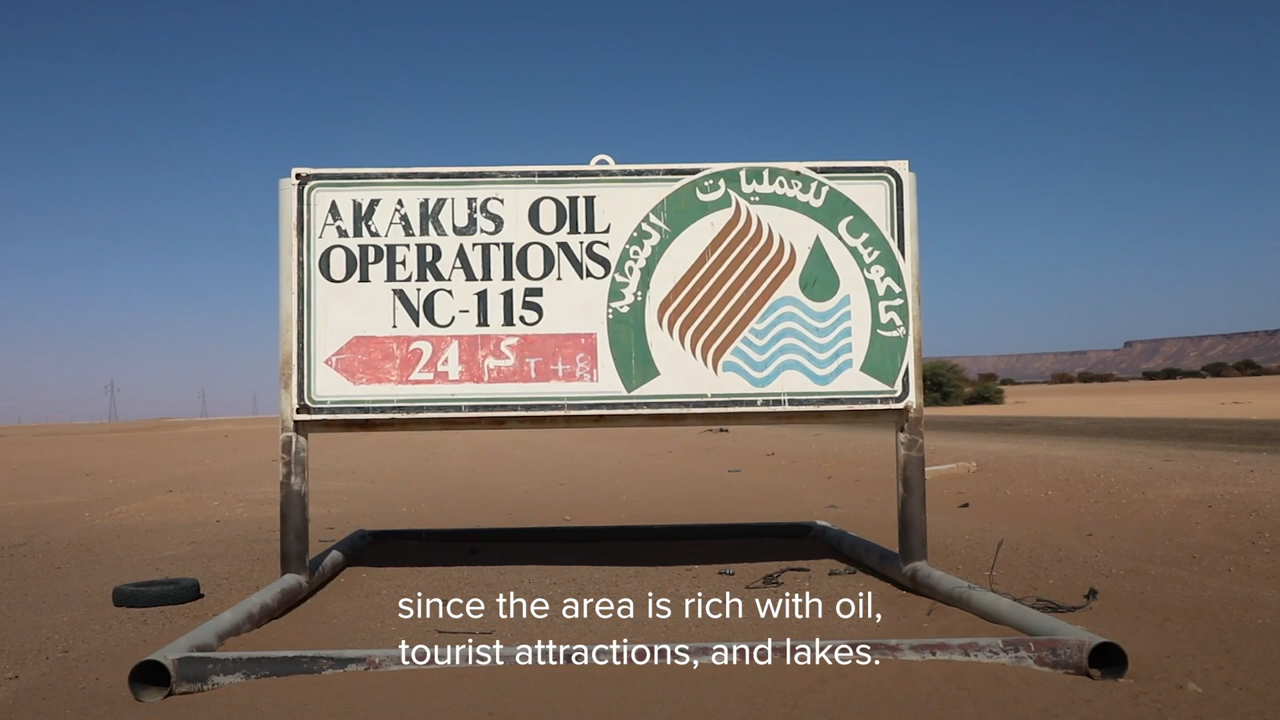 AKAKUS OIL
OPERATIONS
NC-115
24 كم T+8
أكاكوس للعمليات النفطية
since the area is rich with oil,
tourist attractions, and lakes.